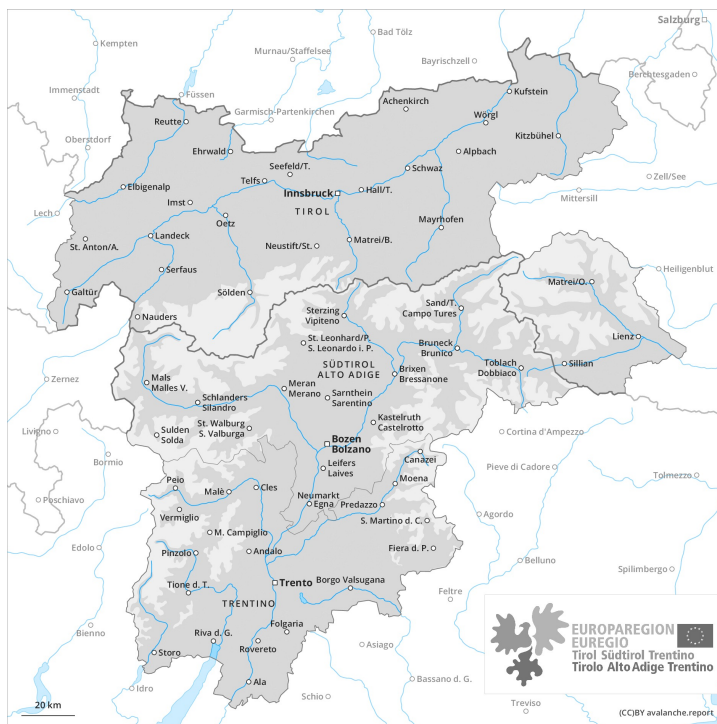 Salzburg
Kempten
Bad Tölz
Murnau/Staffelsee
Bayrischzell
Berchtesgaden
Immenstadt
Füssen
Garmisch-Partenkirchen
Achenkirch
Kufstein
Reutte
Wörgl
Oberstdorf
Ehrwald
Kitzbühel
Alpbach
Seefeld/T.
Schwaz
Telfs
Zell/See
Elbigenalp
Innsbruck
Hall/T.
Mittersill
Imst
TIROL
Lech
Oetz
Mayrhofen
Landeck
St. Anton/A.
Neustift/St.
Matrei/B.
Serfaus
Heiligenblut
Galtür
Sölden
Matrei/O.
Nauders
Sand/T.
Campo Tures
Sterzing
Vipiteno
Lienz
St. Leonhard/P.
S. Leonardo i. P.
Bruneck
Brunico
Toblach
Dobbiaco
Sillian
SÜDTIROL
ALTO ADIGE
Brixen
Bressanone
Zernez
Mals
Malles V.
Meran
Merano
Sarnthein
Sarentino
Schlanders
Silandro
St. Walburg
S. Valburga
Kastelruth
Castelrotto
Livigno
Sulden
Solda
Cortina d'Ampezzo
Bozen
Bolzano
Canazei
Bormio
Leifers
Laives
Pieve di Cadore
Tolmezzo
Peio
Malè
Cles
Moena
Poschiavo
Neumarkt
Egna
Predazzo
Vermiglio
Agordo
S. Martino d. C.
M. Campiglio
Edolo
Pinzolo
Andalo
Fiera d. P.
Belluno
Spilimbergo
Tione d. T.
Trento
Borgo Valsugana
Feltre
TRENTINO
Folgaria
Bienno
Riva d. G.
Rovereto
Asiago
Storo
Idro
Ala
Schio
Bassano d. G.
Treviso
EUROPAREGION
EUREGIO
Tirol Südtirol Trentino
Tirolo Alto Adige Trentino
20 km
(CC)BY avalanche.report